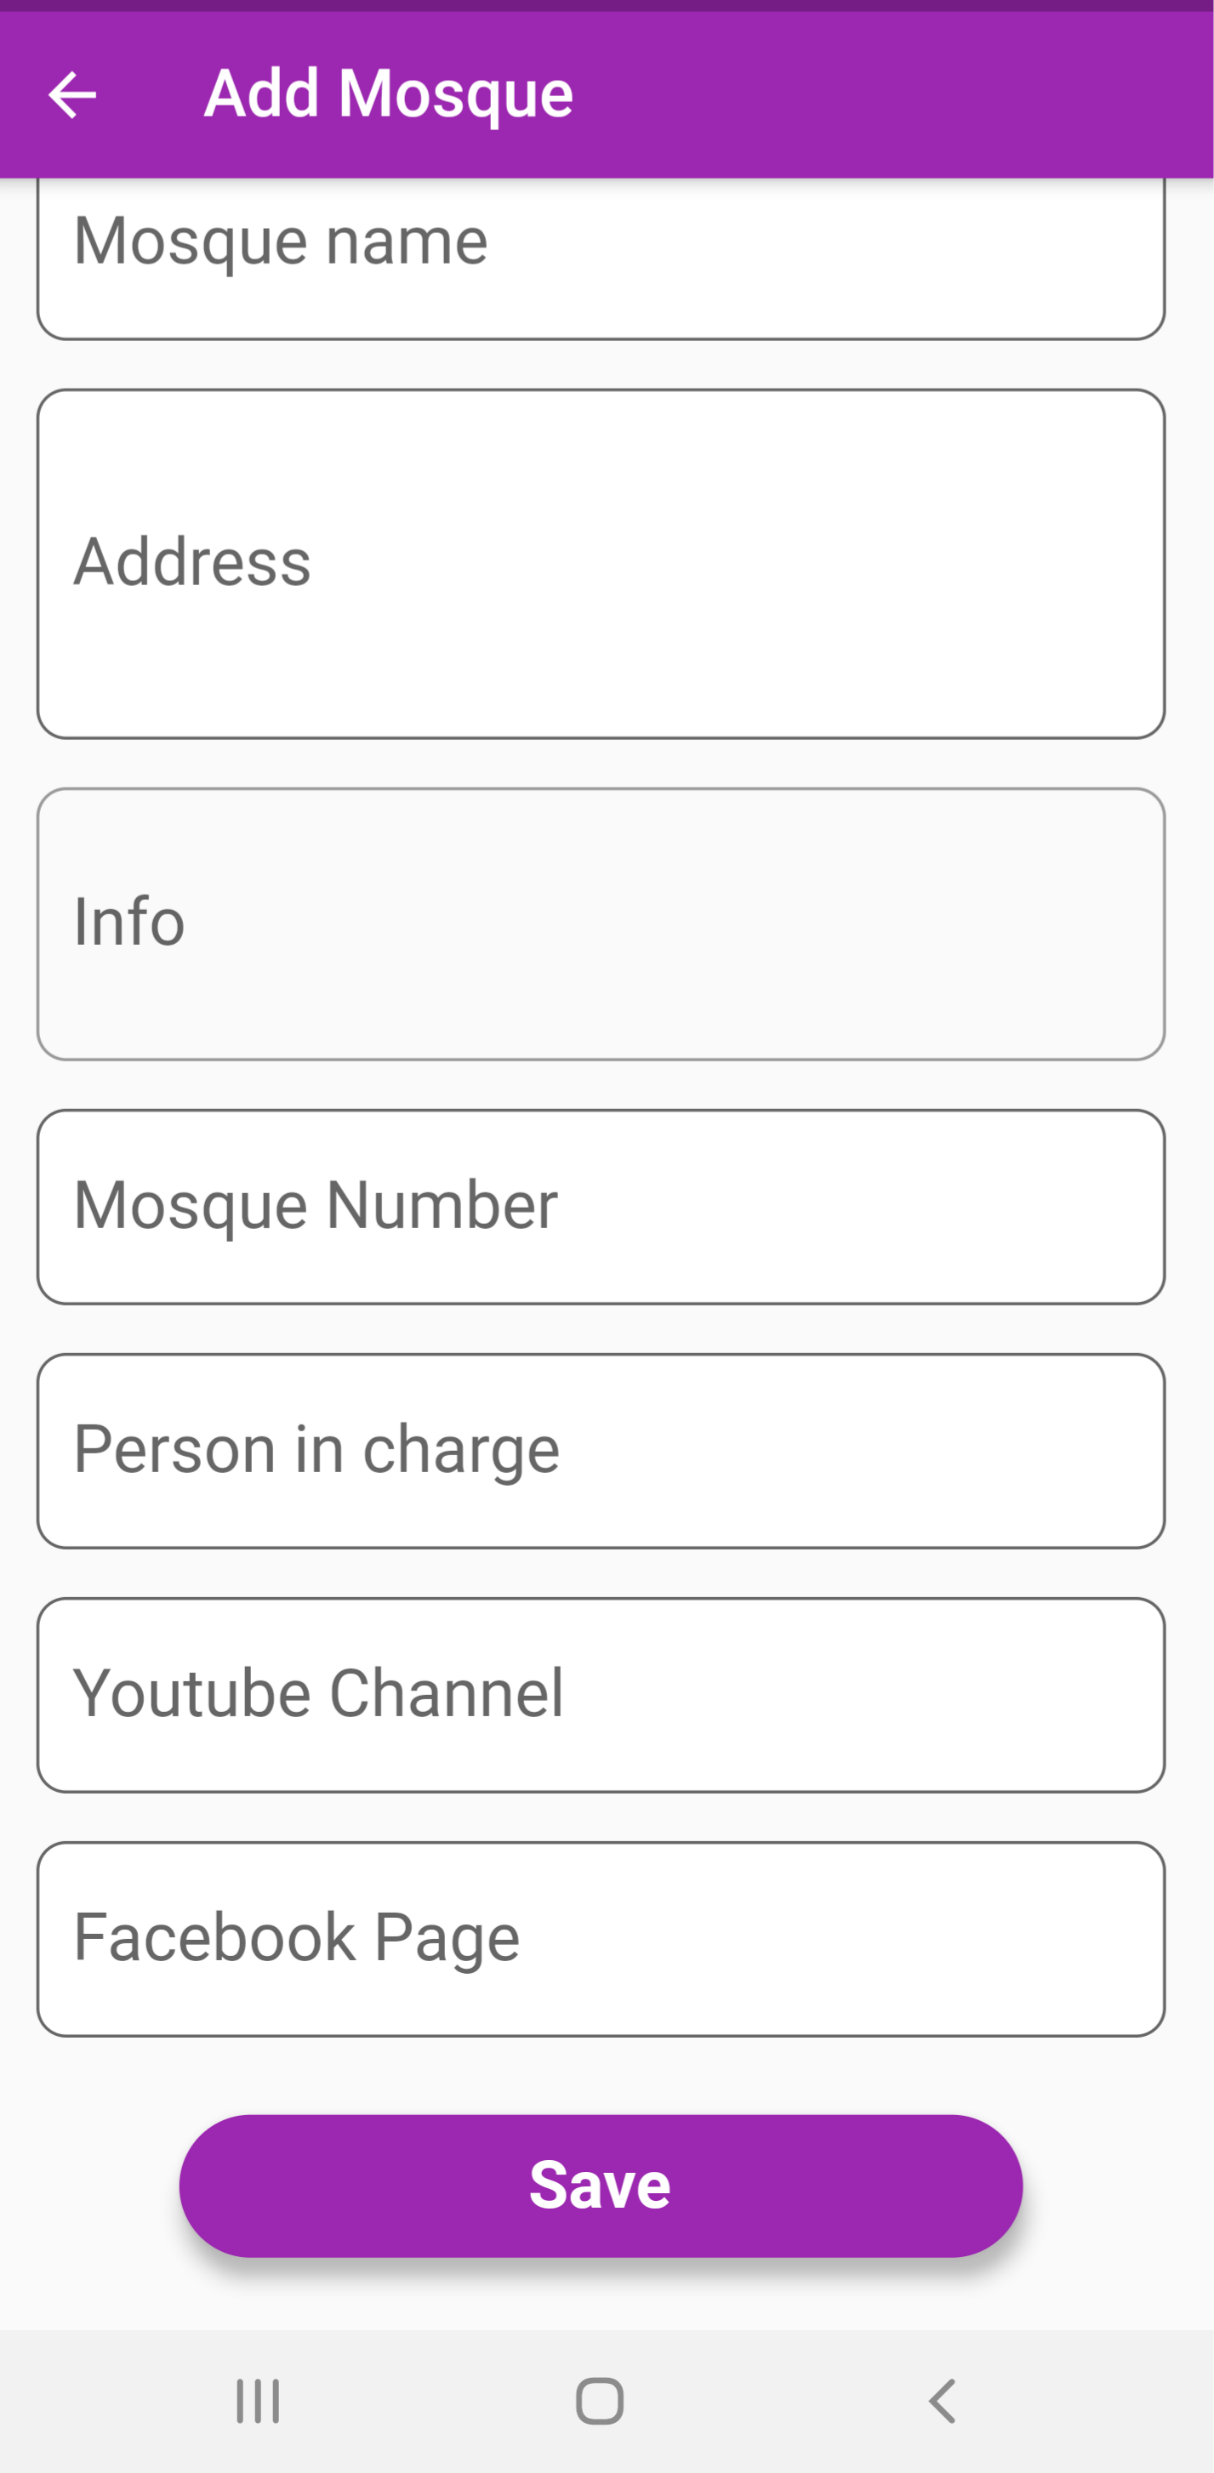 Add Mosque
Mosque name
Address
Info
Mosque Number
Person in charge
Youtube Channel
Facebook Page
Save